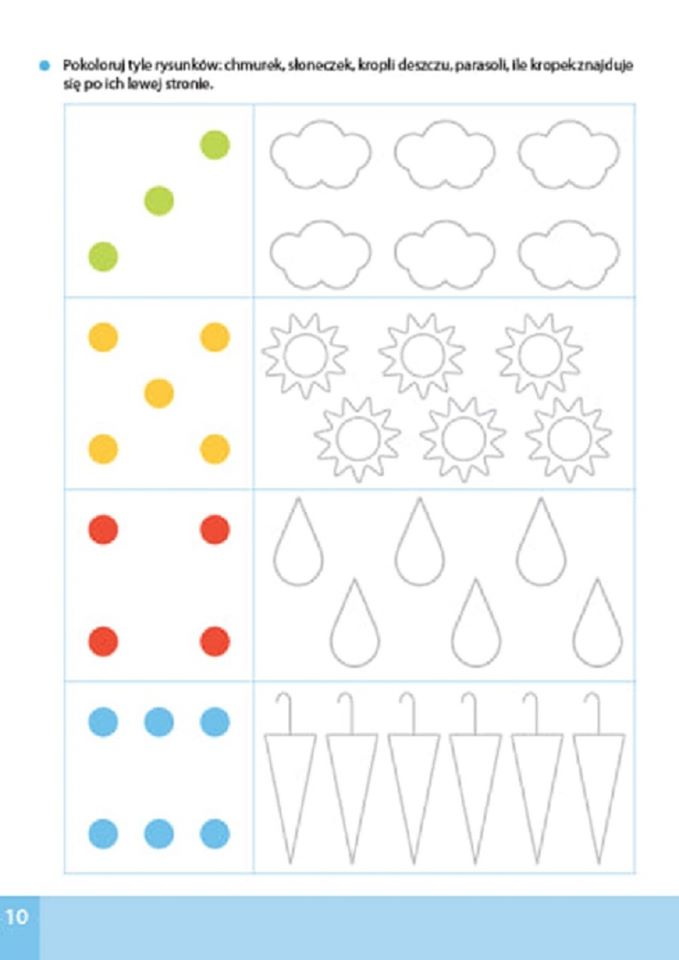 Pokoloruj tyle rysunków: chmurek, słoneczek, kropli deszczu, parasoli, ile kropek znajduje
się po ich lewej stronie.
10